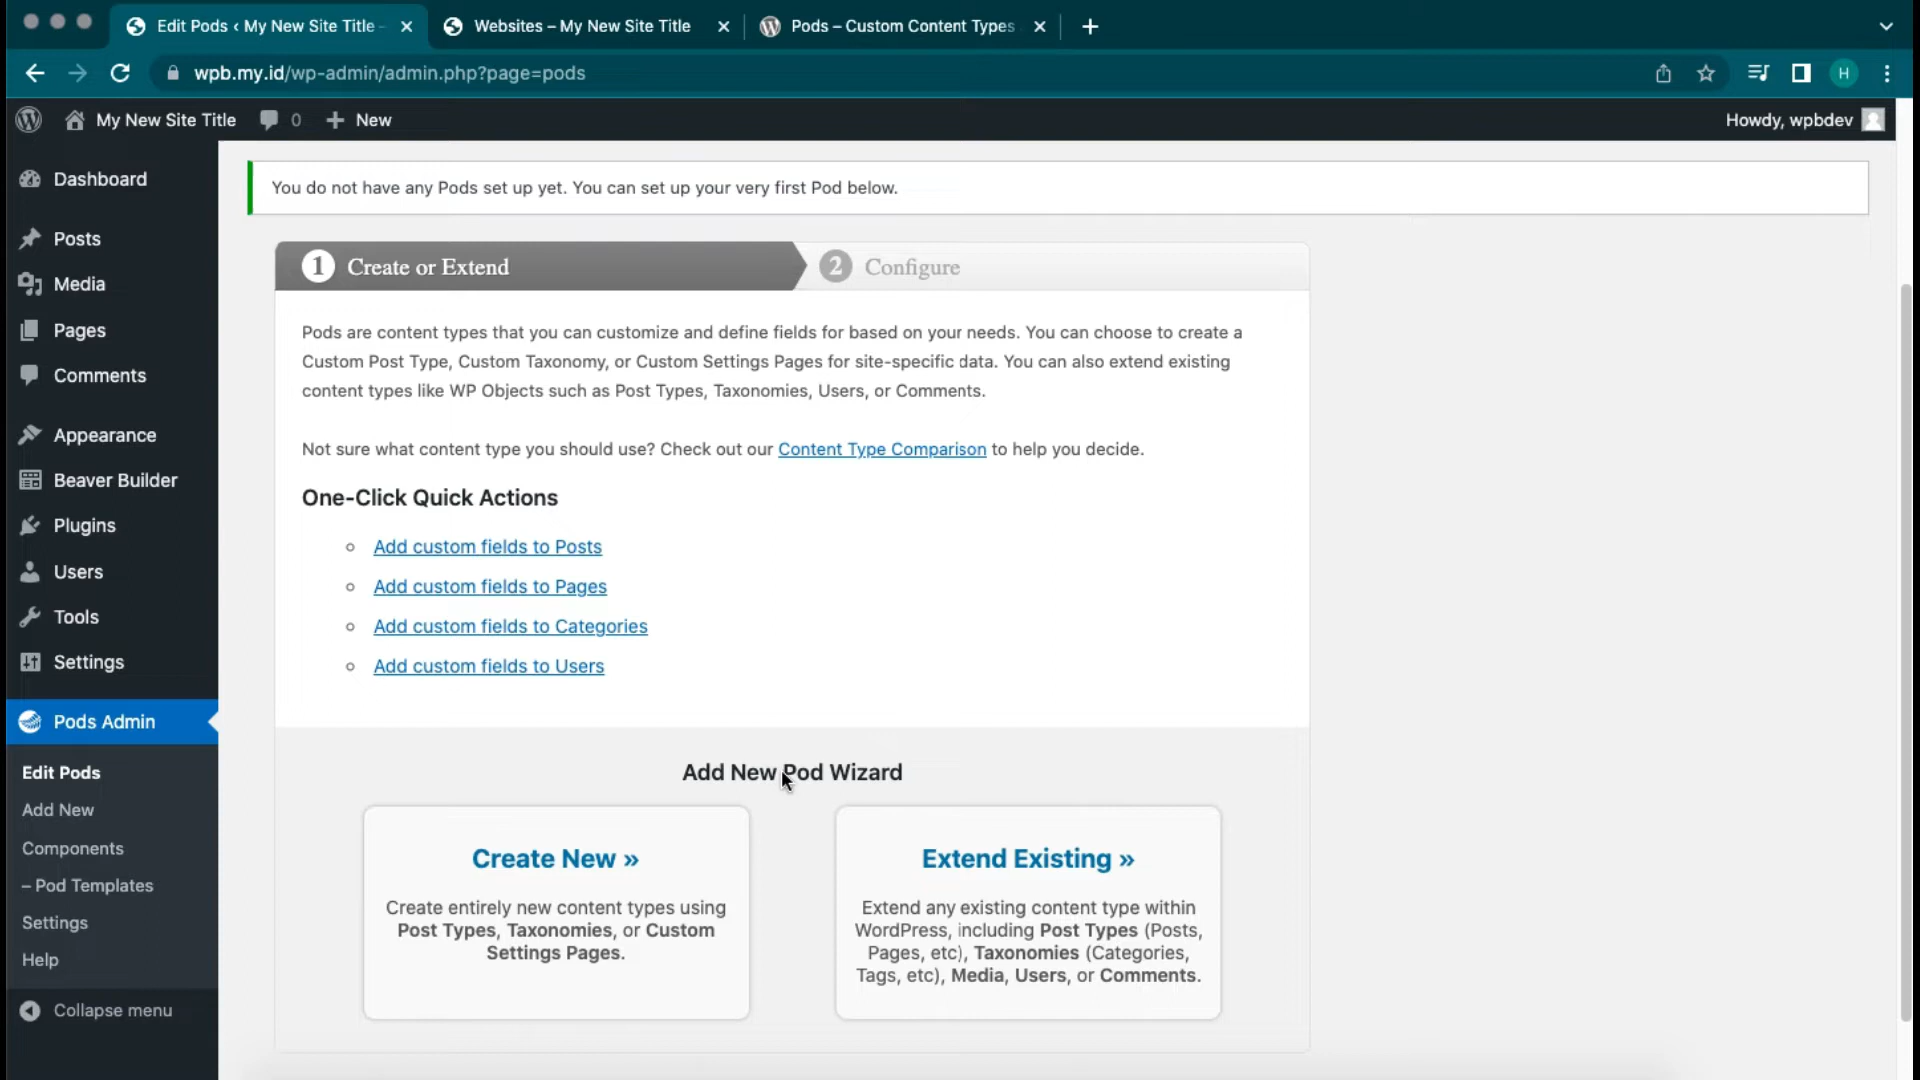 Edit Pods ‹ My New Site Title –
Websites – My New Site Title
Pods – Custom Content Types
wpb.my.id/wp-admin/admin.php?page=pods
H
My New Site Title
0
New
Howdy, wpbdev
Dashboard
Posts
Media
Pages
Comments
Appearance
Beaver Builder
Plugins
Users
Tools
Settings
Pods Admin
Edit Pods
Add New
Components
– Pod Templates
Settings
Help
Collapse menu
You do not have any Pods set up yet. You can set up your very first Pod below.
1 Create or Extend
2 Configure
Pods are content types that you can customize and define fields for based on your needs. You can choose to create a
Custom Post Type, Custom Taxonomy, or Custom Settings Pages for site-specific data. You can also extend existing
content types like WP Objects such as Post Types, Taxonomies, Users, or Comments.
Not sure what content type you should use? Check out our Content Type Comparison to help you decide.
One-Click Quick Actions
Add custom fields to Posts
Add custom fields to Pages
Add custom fields to Categories
Add custom fields to Users
Add New Pod Wizard
Create New »
Create entirely new content types using
Post Types, Taxonomies, or Custom
Settings Pages.
Extend Existing »
Extend any existing content type within
WordPress, including Post Types (Posts,
Pages, etc), Taxonomies (Categories,
Tags, etc), Media, Users, or Comments.